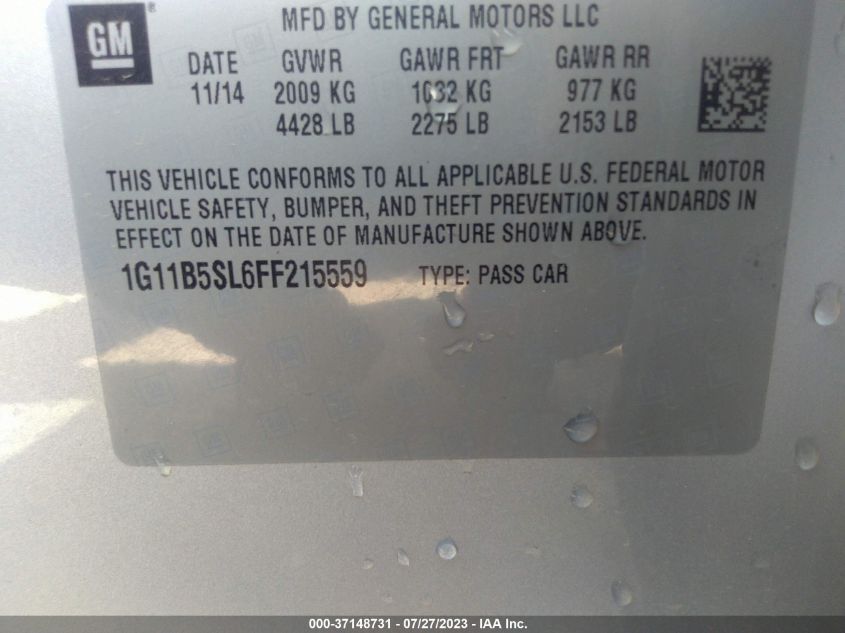 GM
MFD BY GENERAL MOTORS LLC
DATE GVWR GAWR FRT GAWR RR
11/14 2009 KG 1032 KG 977 KG
4428 LB 2275 LB 2153 LB
THIS VEHICLE CONFORMS TO ALL APPLICABLE U.S. FEDERAL MOTOR
VEHICLE SAFETY, BUMPER, AND THEFT PREVENTION STANDARDS IN
EFFECT ON THE DATE OF MANUFACTURE SHOWN ABOVE.
1G11B5SL6FF215559 TYPE: PASS CAR
000-37148731 - 07/27/2023 - IAA Inc.